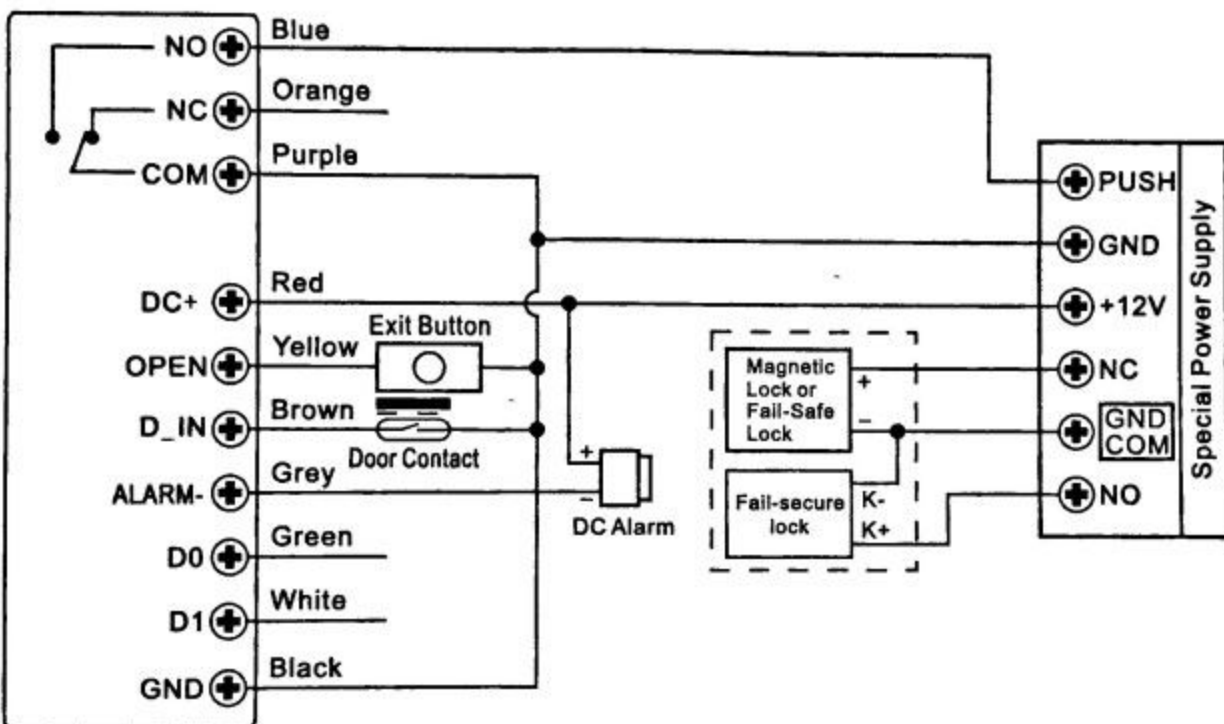 NO
Blue
NC
Orange
COM
Purple
DC+
Red
OPEN
Yellow
Exit Button
D_IN
Brown
Door Contact
ALARM-
Grey
+
−
DC Alarm
D0
Green
D1
White
GND
Black
Magnetic
Lock or
Fail-Safe
Lock
+
−
Fail-secure
lock
K-
K+
PUSH
GND
+12V
NC
GND
COM
NO
Special Power Supply